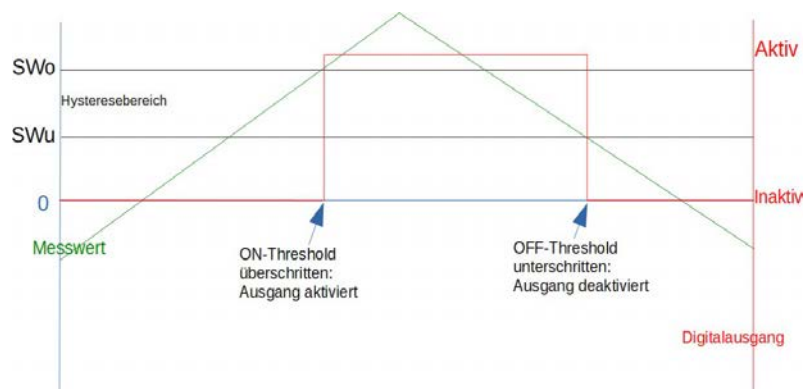 SWo
Aktiv
Hysteresebereich
SWu
0
Inaktiv
Messwert
ON-Threshold
überschritten:
Ausgang aktiviert
OFF-Threshold
unterschritten:
Ausgang deaktiviert
Digitalausgang